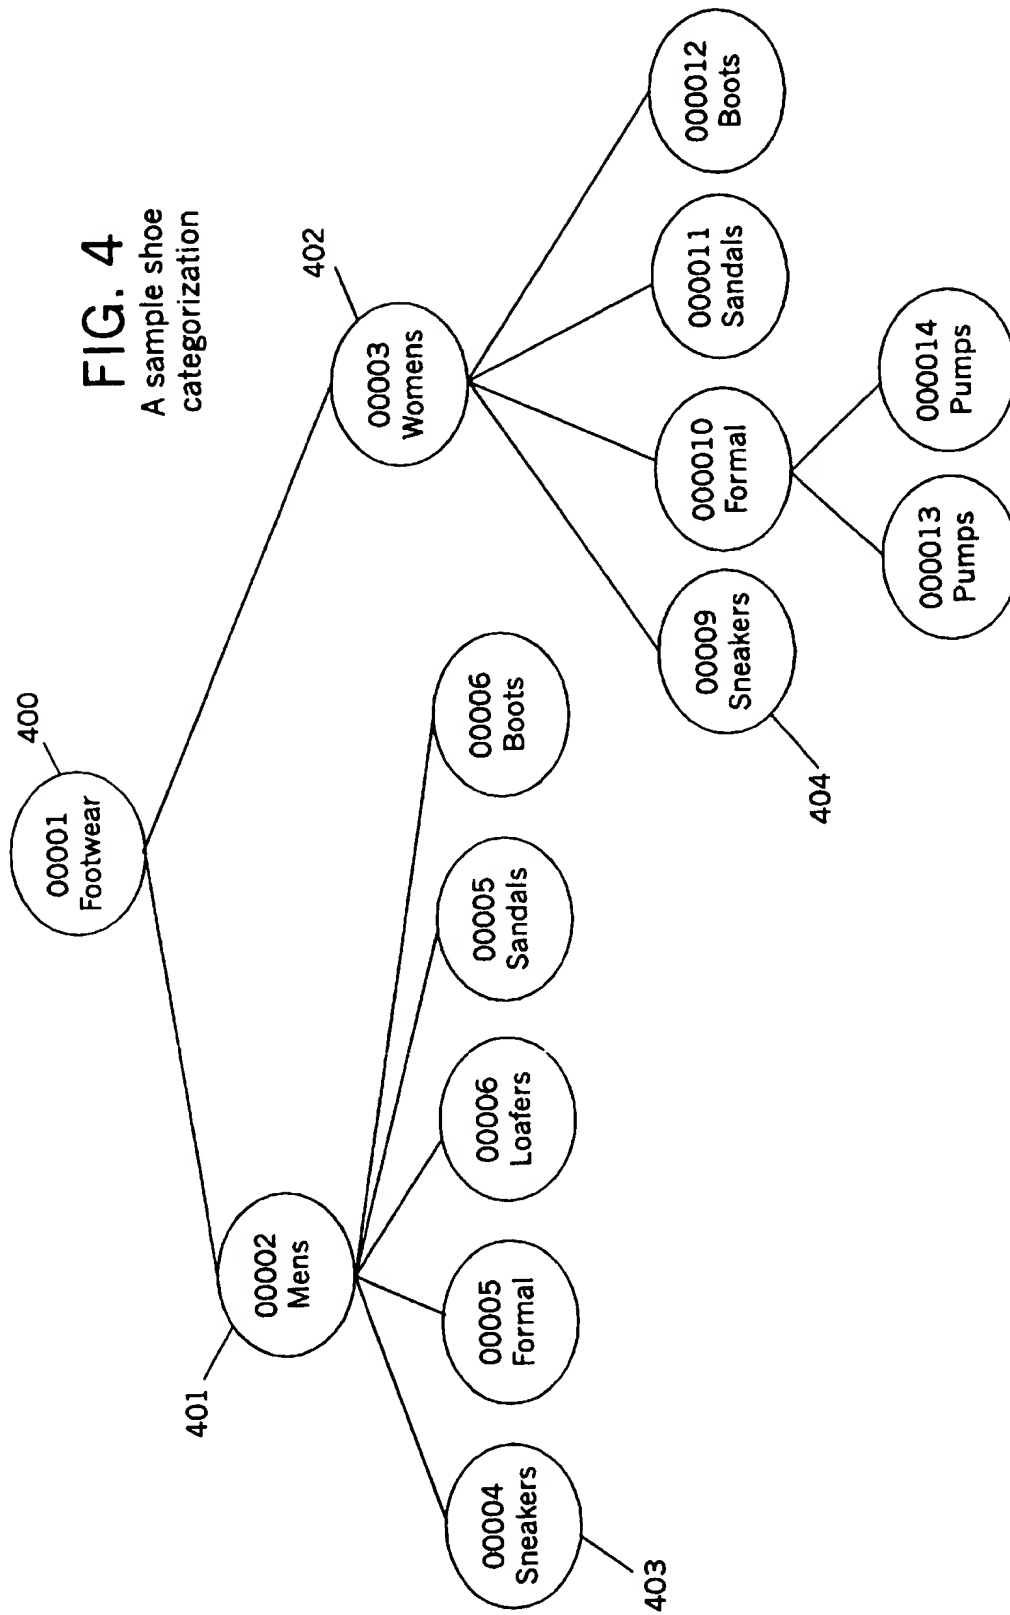 FIG. 4
A sample shoe
categorization
400
00001
Footwear
401
00002
Mens
402
00003
Womens
00004
Sneakers
403
00005
Formal
00006
Loafers
00005
Sandals
00006
Boots
00009
Sneakers
404
000010
Formal
000011
Sandals
000012
Boots
000013
Pumps
000014
Pumps